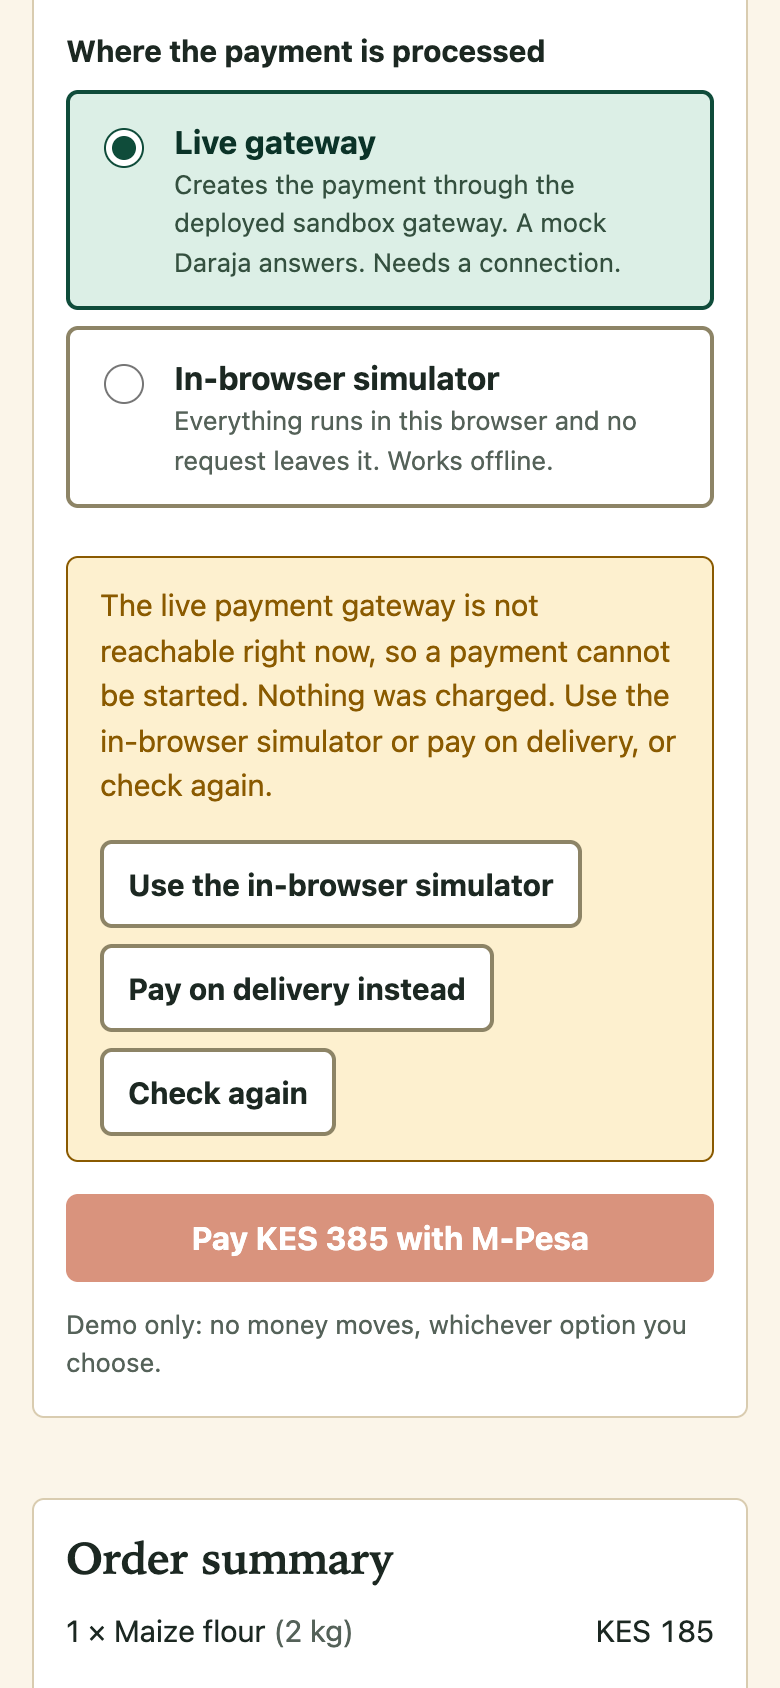 Where the payment is processed
Live gateway
Creates the payment through the
deployed sandbox gateway. A mock
Daraja answers. Needs a connection.
In-browser simulator
Everything runs in this browser and no
request leaves it. Works offline.
The live payment gateway is not
reachable right now, so a payment cannot
be started. Nothing was charged. Use the
in-browser simulator or pay on delivery, or
check again.
Use the in-browser simulator
Pay on delivery instead
Check again
Pay KES 385 with M-Pesa
Demo only: no money moves, whichever option you
choose.
Order summary
1 × Maize flour (2 kg) KES 185